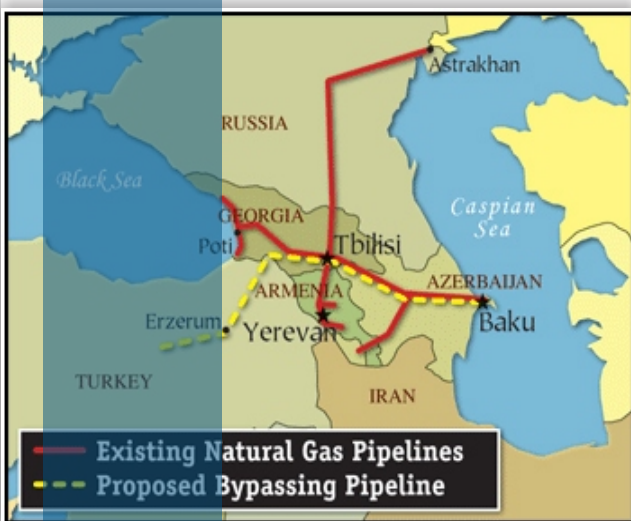 Astrakhan
RUSSIA
Black Sea
Caspian
Sea
GEORGIA
Poti
Tbilisi
AZERBAIJAN
ARMENIA
Baku
Erzerum
Yerevan
TURKEY
IRAN
Existing Natural Gas Pipelines
Proposed Bypassing Pipeline